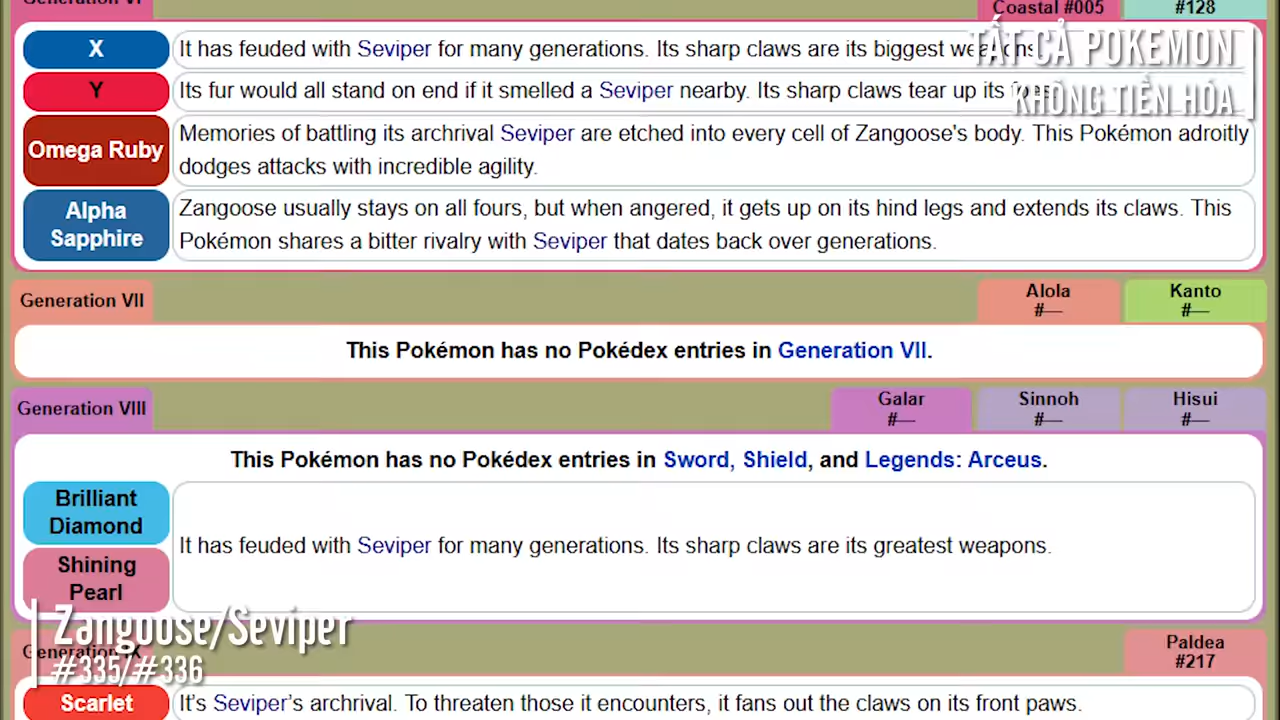 Generation VI
Coastal #005
#128
TẤT CẢ POKEMON
KHÔNG TIẾN HÓA
X
It has feuded with Seviper for many generations. Its sharp claws are its biggest weapons.
Y
Its fur would all stand on end if it smelled a Seviper nearby. Its sharp claws tear up its foes.
Omega Ruby
Memories of battling its archrival Seviper are etched into every cell of Zangoose's body. This Pokémon adroitly
dodges attacks with incredible agility.
Alpha
Sapphire
Zangoose usually stays on all fours, but when angered, it gets up on its hind legs and extends its claws. This
Pokémon shares a bitter rivalry with Seviper that dates back over generations.
Generation VII
Alola
#—
Kanto
#—
This Pokémon has no Pokédex entries in Generation VII.
Generation VIII
Galar
#—
Sinnoh
#—
Hisui
#—
This Pokémon has no Pokédex entries in Sword, Shield, and Legends: Arceus.
Brilliant
Diamond
Shining
Pearl
It has feuded with Seviper for many generations. Its sharp claws are its greatest weapons.
Zangoose/Seviper
#335/#336
Generation IX
Paldea
#217
Scarlet
It's Seviper's archrival. To threaten those it encounters, it fans out the claws on its front paws.